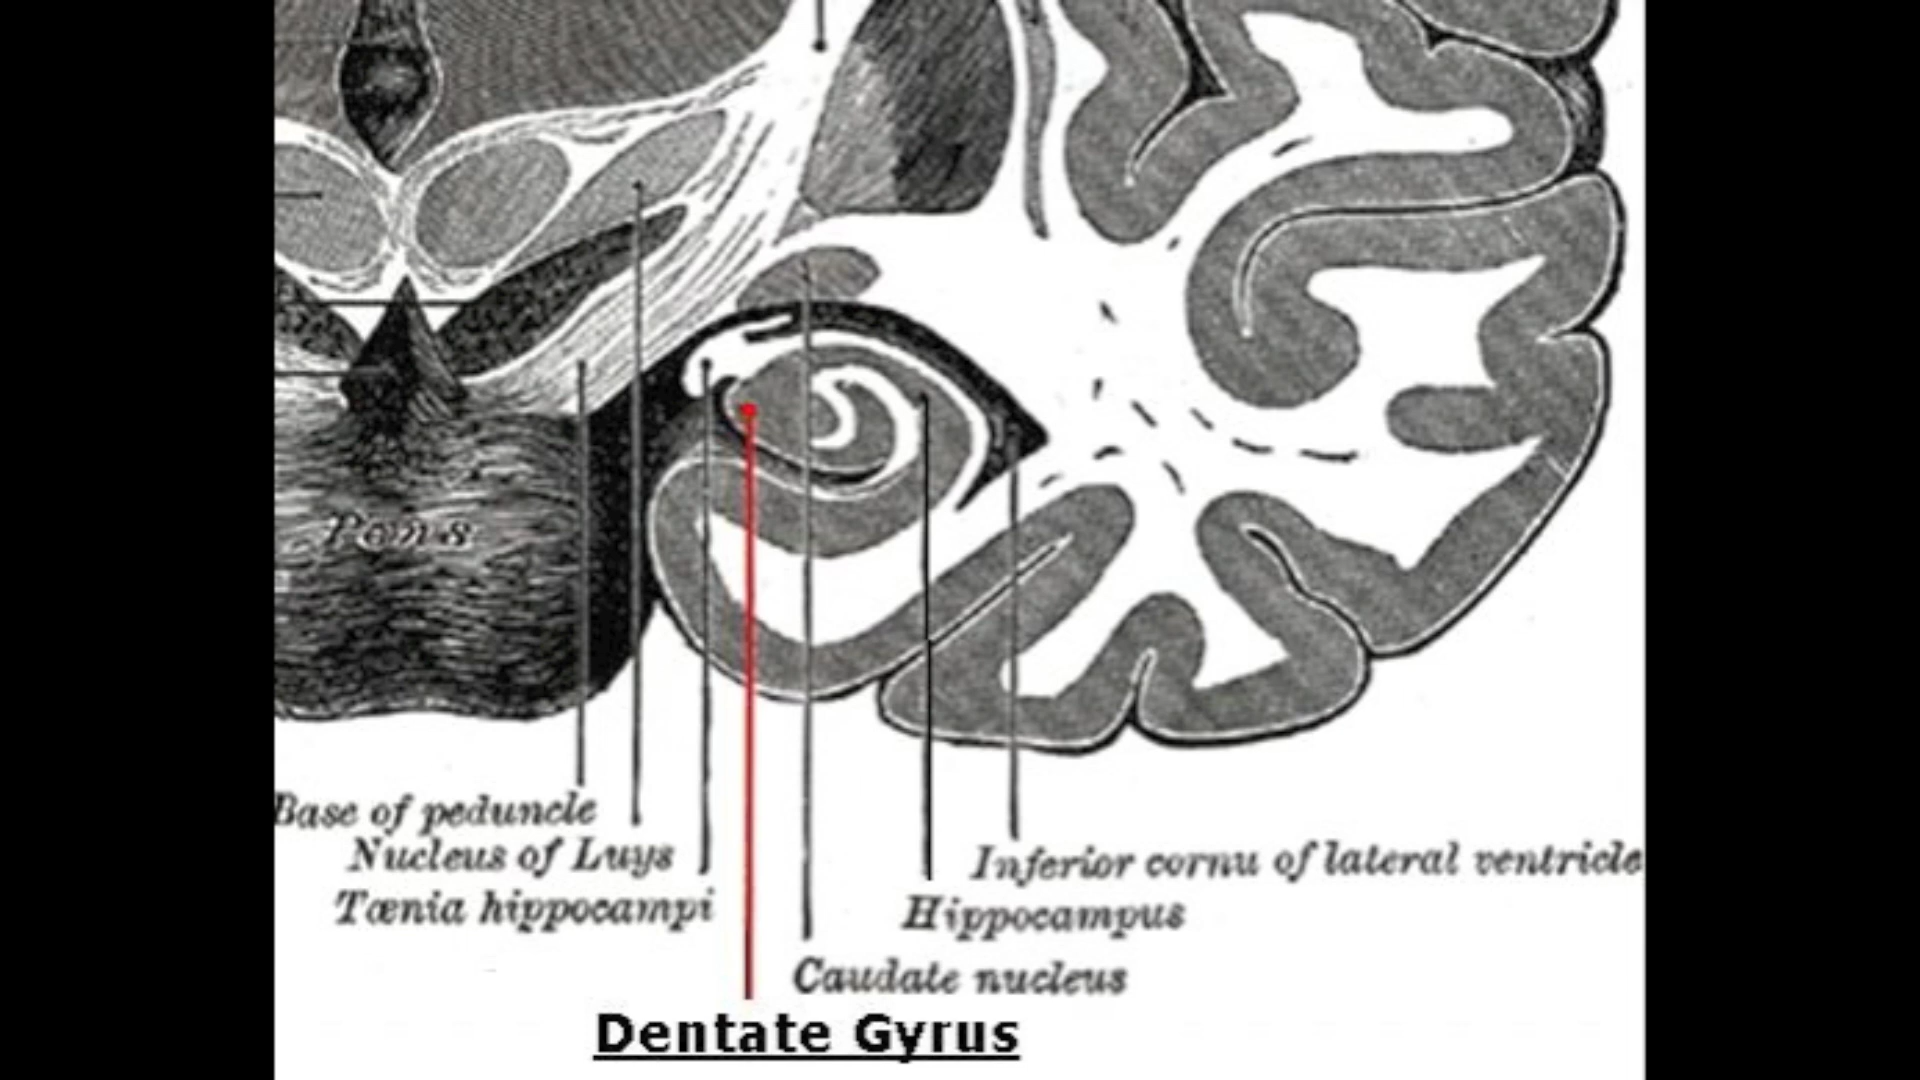 Pons
Base of peduncle
Nucleus of Luys
Tænia hippocampi
Inferior cornu of lateral ventricle
Hippocampus
Caudate nucleus
Dentate Gyrus